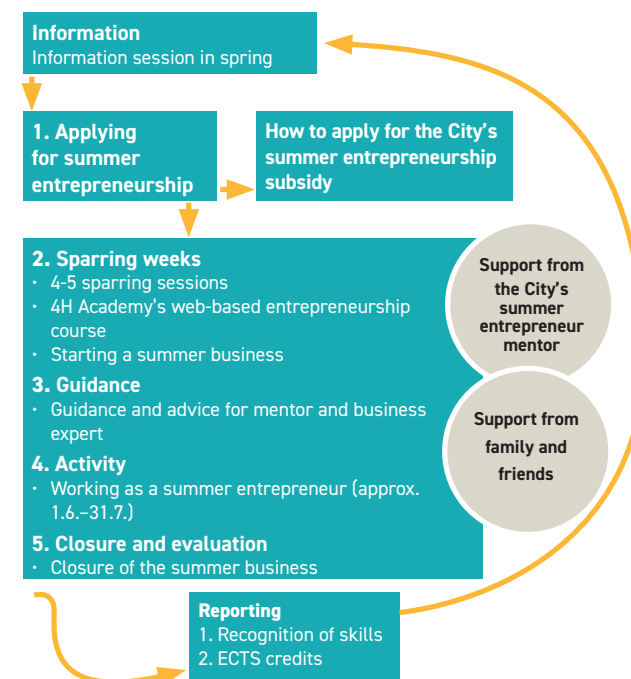 Information
Information session in spring
1. Applying
for summer
entrepreneurship
How to apply for the City's
summer entrepreneurship
subsidy
2. Sparring weeks
• 4-5 sparring sessions
• 4H Academy's web-based entrepreneurship
course
• Starting a summer business
3. Guidance
• Guidance and advice for mentor and business
expert
4. Activity
• Working as a summer entrepreneur (approx.
1.6.–31.7.)
5. Closure and evaluation
• Closure of the summer business
Support from
the City's
summer
entrepreneur
mentor
Support from
family and
friends
Reporting
1. Recognition of skills
2. ECTS credits